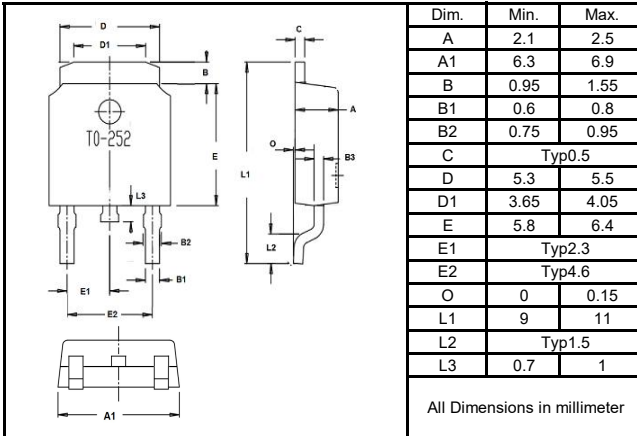 D
D1
C
B
A
TO-252
O
B3
E
L1
L3
L2
B2
E1
B1
E2
A1
Dim. Min. Max.
A 2.1 2.5
A1 6.3 6.9
B 0.95 1.55
B1 0.6 0.8
B2 0.75 0.95
C Typ0.5
D 5.3 5.5
D1 3.65 4.05
E 5.8 6.4
E1 Typ2.3
E2 Typ4.6
O 0 0.15
L1 9 11
L2 Typ1.5
L3 0.7 1
All Dimensions in millimeter